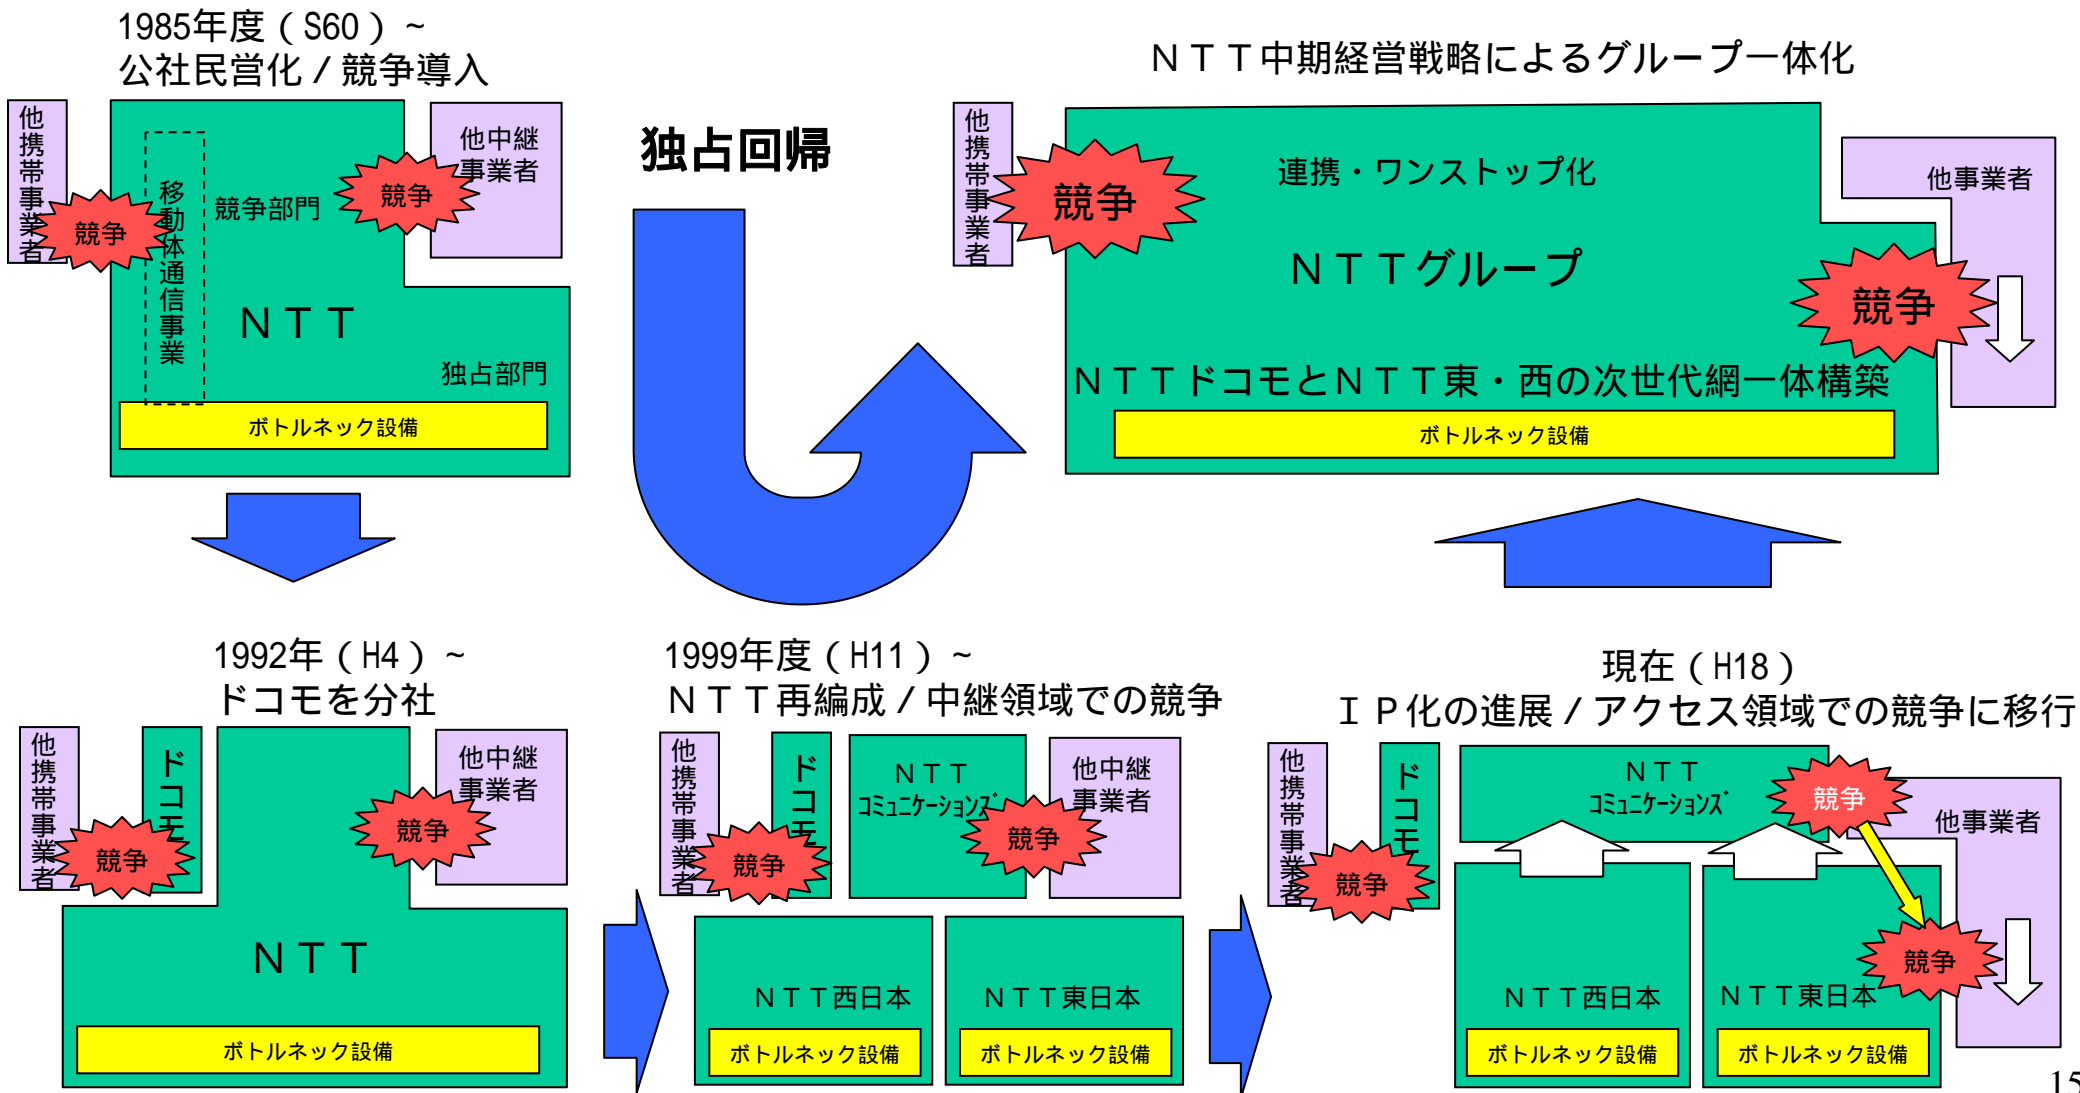 1985年度（S60）~
公社民営化／競争導入
他携帯事業者
競争
移動体通信事業
競争部門
競争
他中継
事業者
ＮＴＴ
独占部門
ボトルネック設備
独占回帰
ＮＴＴ中期経営戦略によるグループ一体化
他携帯事業者
競争
連携・ワンストップ化
他事業者
ＮＴＴグループ
競争
ＮＴＴドコモとＮＴＴ東・西の次世代網一体構築
ボトルネック設備
1992年（H4）~
ドコモを分社
他携帯事業者
ドコモ
競争
競争
他中継
事業者
ＮＴＴ
ボトルネック設備
1999年度（H11）~
ＮＴＴ再編成／中継領域での競争
他携帯事業者
ドコモ
競争
ＮＴＴ
コミュニケーションズ
競争
他中継
事業者
ＮＴＴ西日本
ボトルネック設備
ＮＴＴ東日本
ボトルネック設備
現在（H18）
ＩＰ化の進展／アクセス領域での競争に移行
他携帯事業者
ドコモ
競争
ＮＴＴ
コミュニケーションズ
競争
他事業者
競争
ＮＴＴ西日本
ボトルネック設備
ＮＴＴ東日本
ボトルネック設備
15